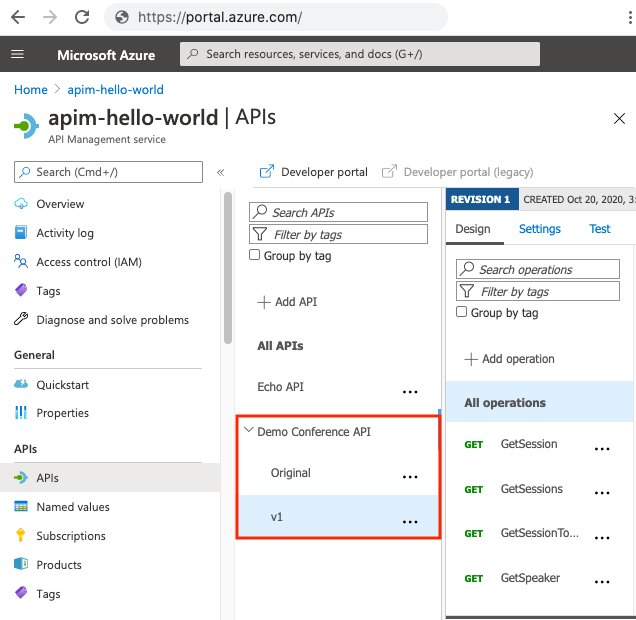 https://portal.azure.com/
Microsoft Azure
Search resources, services, and docs (G+/)
Home > apim-hello-world
apim-hello-world | APIs
API Management service
Search (Cmd+/)
«
Overview
Activity log
Access control (IAM)
Tags
Diagnose and solve problems
General
Quickstart
Properties
APIs
APIs
Named values
Subscriptions
Products
Tags
Developer portal
Developer portal (legacy)
Search APIs
Filter by tags
Group by tag
+ Add API
All APIs
Echo API ...
Demo Conference API
Original ...
v1 ...
REVISION 1 CREATED Oct 20, 2020, 3:
Design Settings Test
Search operations
Filter by tags
Group by tag
+ Add operation
All operations
GET GetSession ...
GET GetSessions ...
GET GetSessionTo... ...
GET GetSpeaker ...